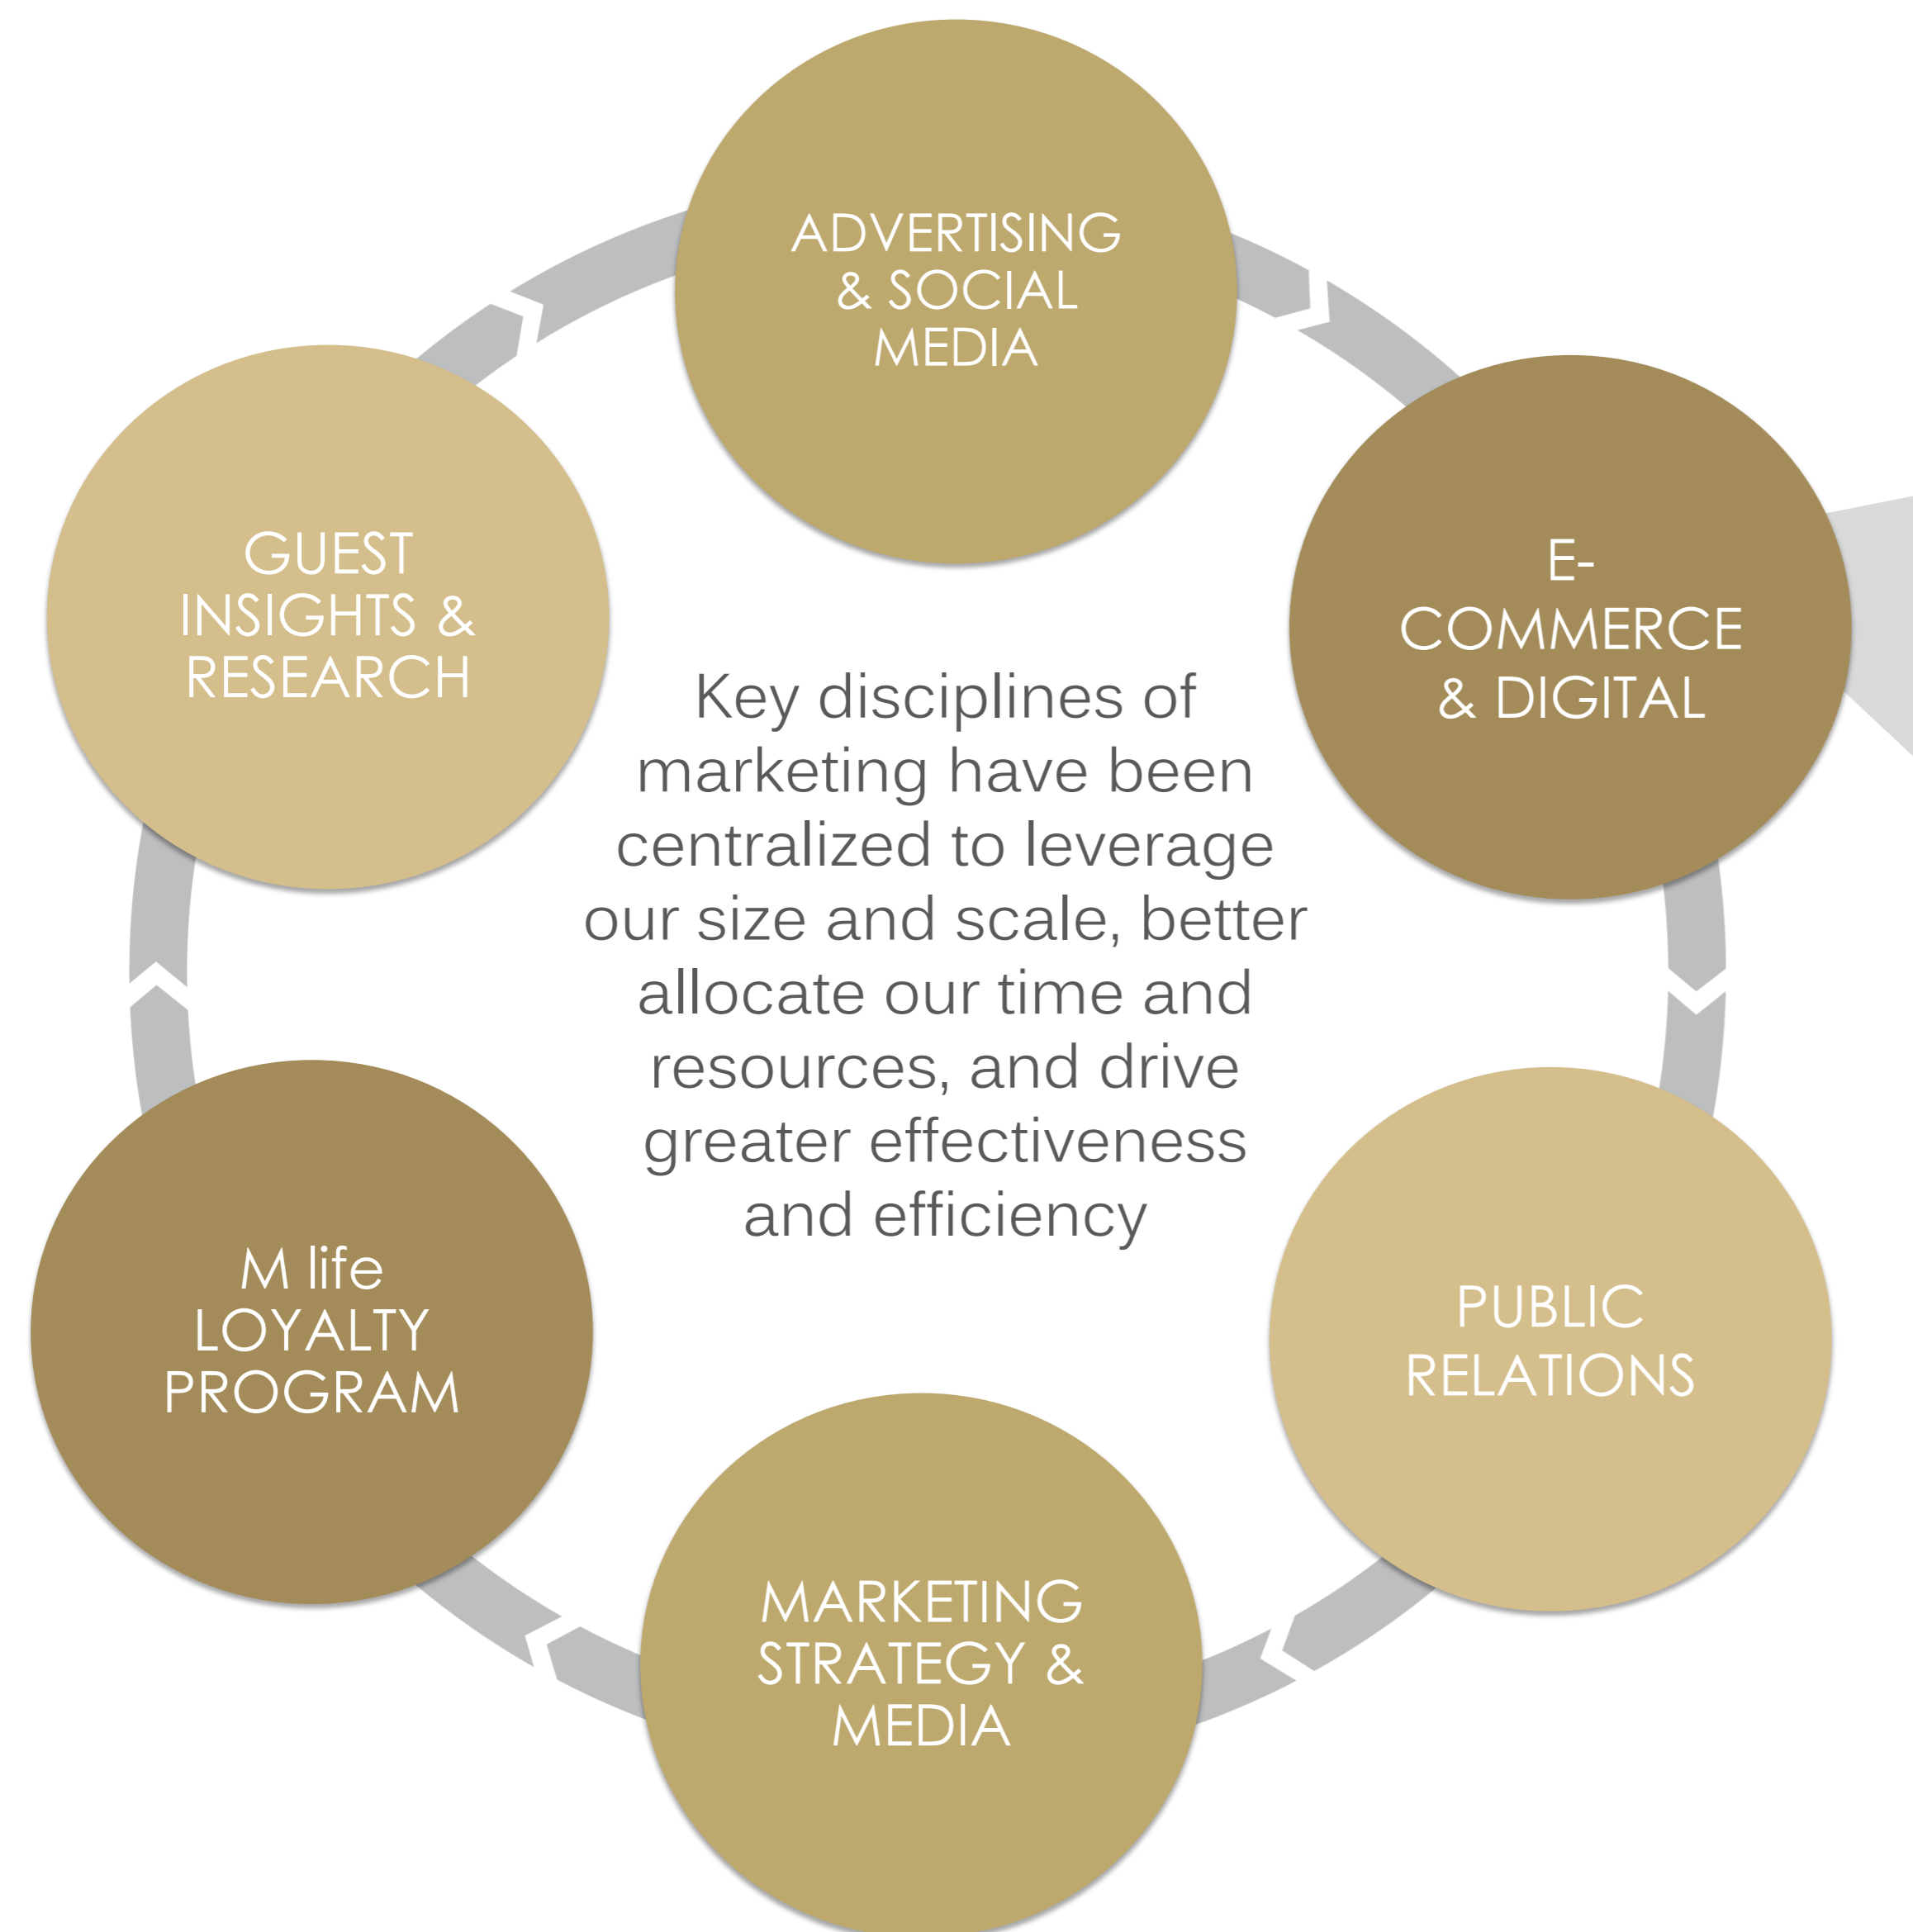 ADVERTISING
& SOCIAL
MEDIA
E-
COMMERCE
& DIGITAL
PUBLIC
RELATIONS
MARKETING
STRATEGY &
MEDIA
M life
LOYALTY
PROGRAM
GUEST
INSIGHTS &
RESEARCH
Key disciplines of
marketing have been
centralized to leverage
our size and scale, better
allocate our time and
resources, and drive
greater effectiveness
and efficiency